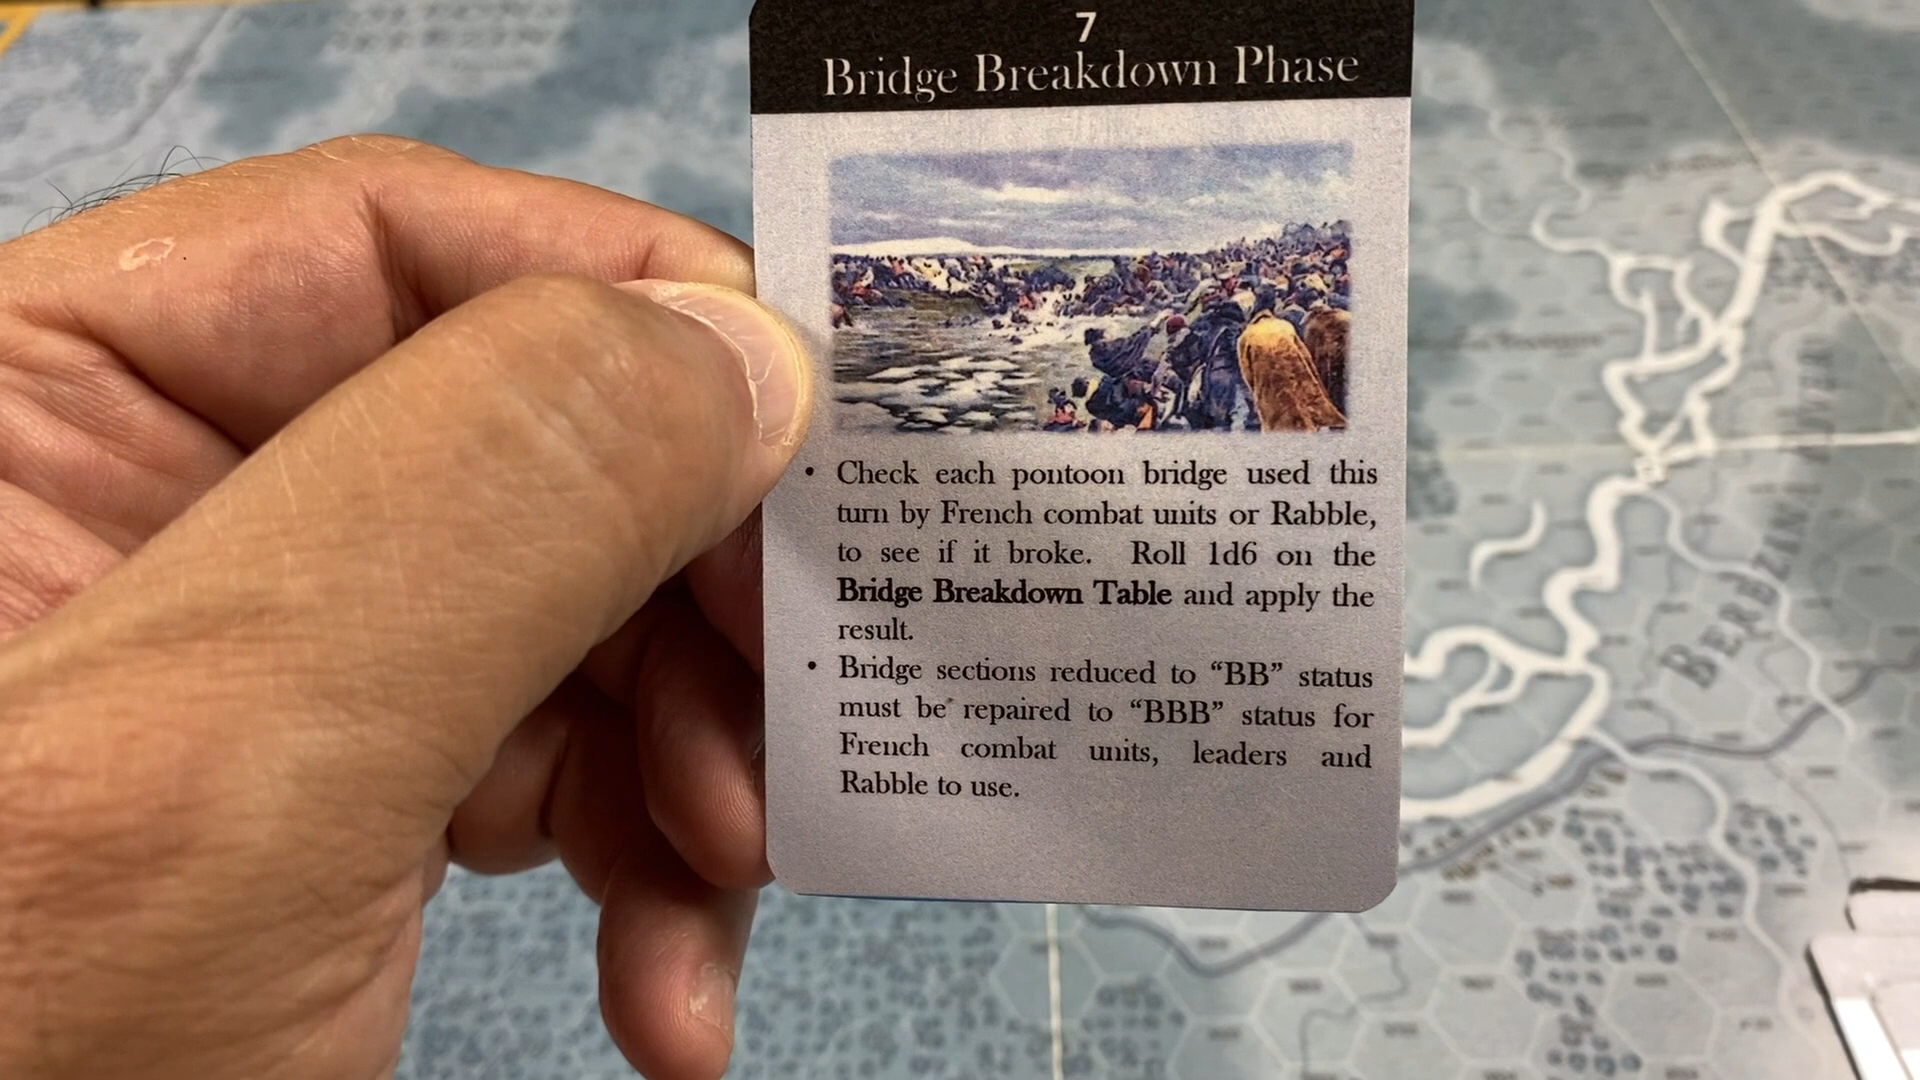 7
Bridge Breakdown Phase
• Check each pontoon bridge used this
turn by French combat units or Rabble,
to see if it broke. Roll 1d6 on the
Bridge Breakdown Table and apply the
result.
• Bridge sections reduced to “BB” status
must be repaired to “BBB” status for
French combat units, leaders and
Rabble to use.
BEREZINA RIVER